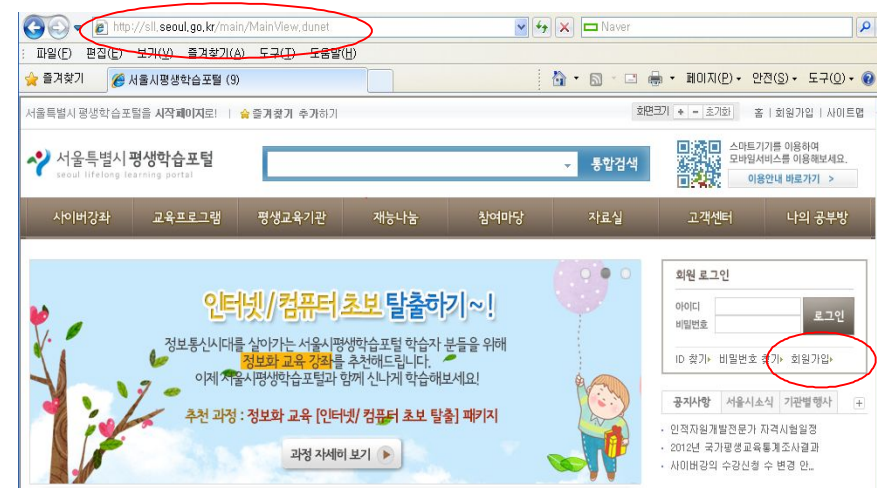 http://sll.seoul.go.kr/main/MainView.dunet
Naver
파일(F) 편집(E) 보기(V) 즐겨찾기(A) 도구(T) 도움말(H)
즐겨찾기 서울시평생학습포털 (9) 페이지(P) 안전(S) 도구(O)
서울특별시 평생학습포털을 시작페이지로! | 즐겨찾기 추가하기 화면크기 + - 초기화 홈 | 회원가입 | 사이트맵
서울특별시 평생학습포털
seoul lifelong learning portal
통합검색
스마트기기를 이용하여
모바일서비스를 이용해보세요.
이용안내 바로가기 >
사이버강좌 교육프로그램 평생교육기관 재능나눔 참여마당 자료실 고객센터 나의 공부방
인터넷/컴퓨터 초보 탈출하기~!
정보통신시대를 살아가는 서울시평생학습포털 학습자 분들을 위해
정보화 교육 강좌를 추천해드립니다.
이제 서울시평생학습포털과 함께 신나게 학습해보세요!
추천 과정 : 정보화 교육 [인터넷/ 컴퓨터 초보 탈출] 패키지
과정 자세히 보기
회원 로그인
아이디
비밀번호
로그인
ID 찾기 비밀번호 찾기 회원가입
공지사항 서울시소식 기관별행사 +
인적자원개발전문가 자격시험일정
2012년 국가평생교육통계조사결과
사이버강의 수강신청 수 변경 안..